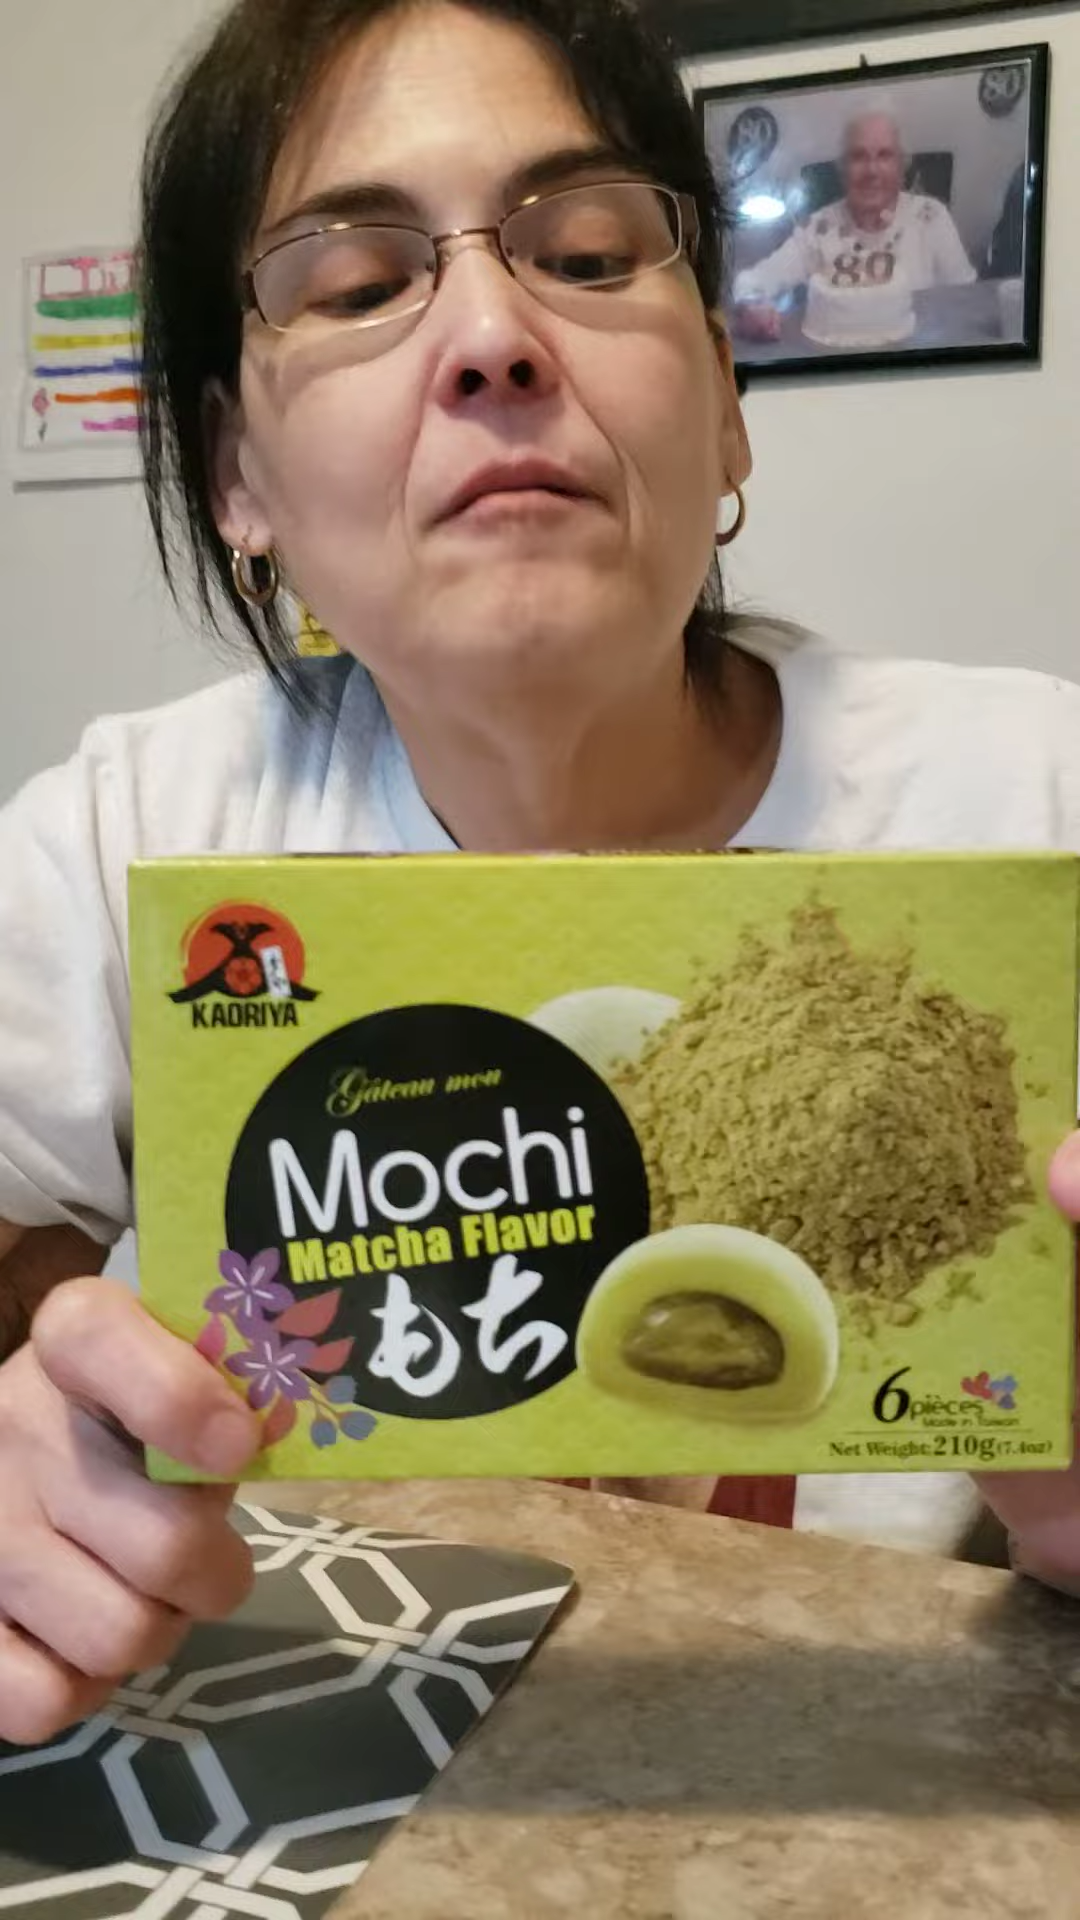 80
80
80
KAORIYA
Gâteau mou
Mochi
Matcha Flavor
もち
6 pièces
Made in Taiwan
Net Weight:210g(7.4oz)